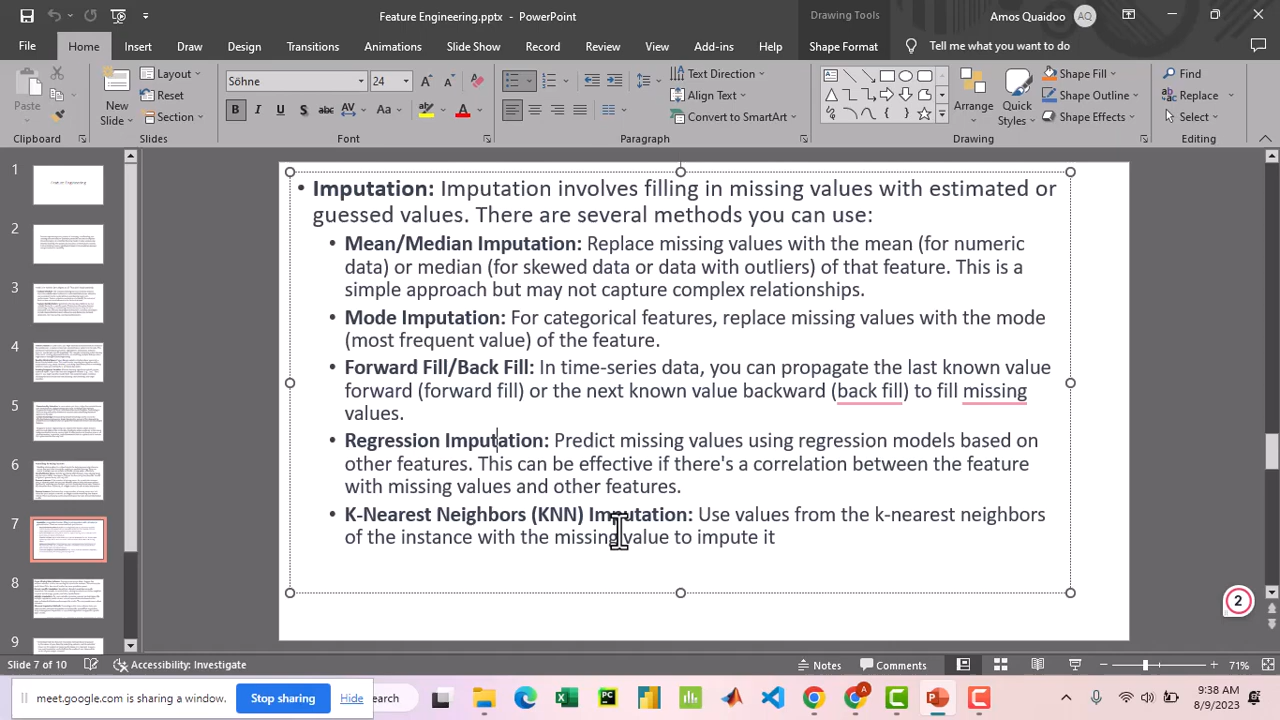 Feature Engineering.pptx - PowerPoint
Drawing Tools
Amos Quaidoo
AQ
File
Home
Insert
Draw
Design
Transitions
Animations
Slide Show
Record
Review
View
Add-ins
Help
Shape Format
Tell me what you want to do
Paste
Clipboard
New
Slide
Layout
Reset
Section
Slides
Söhne
24
Font
Text Direction
Align Text
Convert to SmartArt
Paragraph
Arrange
Quick
Styles
Shape Fill
Shape Outline
Shape Effects
Drawing
Find
Replace
Select
Editing
1
2
3
4
5
6
7
8
9
• Imputation: Imputation involves filling in missing values with estimated or
guessed values. There are several methods you can use:
• Mean/Median Imputation: Replace missing values with the mean (for numeric
data) or median (for skewed data or data with outliers) of that feature. This is a
simple approach but may not capture complex relationships.
• Mode Imputation: For categorical features, replace missing values with the mode
(most frequent value) of the feature.
• Forward Fill/Back Fill: In time-series data, you can propagate the last known value
forward (forward fill) or the next known value backward (back fill) to fill missing
values.
• Regression Imputation: Predict missing values using regression models based on
other features. This can be effective if there's a correlation between the feature
with missing values and other features.
• K-Nearest Neighbors (KNN) Imputation: Use values from the k-nearest neighbors
of the instance with the missing value to impute it
2
Slide 7 of 10
Accessibility: Investigate
Notes
Comments
77%
meet.google.com is sharing a window.
Stop sharing
Hide
earch
9:38 AM
8/9/2023